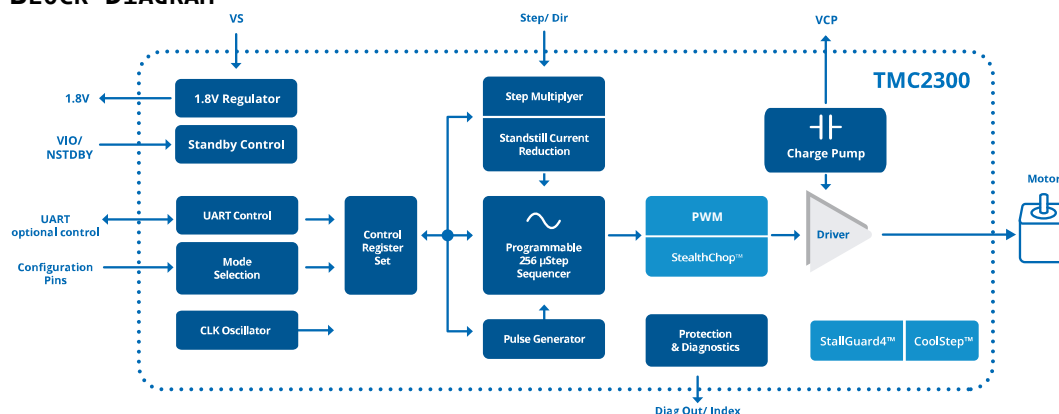 BLOCK DIAGRAM
VS
Step/ Dir
VCP
TMC2300
1.8V
1.8V Regulator
VIO/
NSTDBY
Standby Control
Step Multiplyer
Standstill Current
Reduction
Charge Pump
Motor
UART
optional control
UART Control
Configuration
Pins
Mode
Selection
CLK Oscillator
Control
Register
Set
Programmable
256 µStep
Sequencer
Pulse Generator
PWM
StealthChop™
Driver
Protection
& Diagnostics
StallGuard4™
CoolStep™
Diag Out/ Index